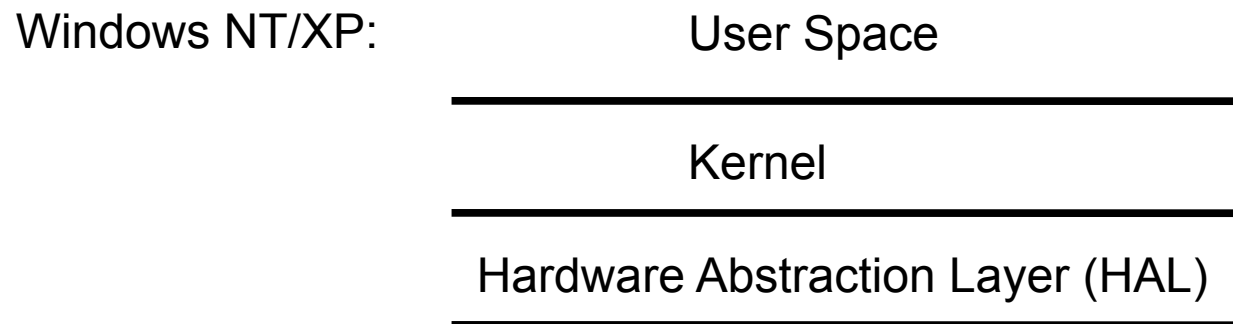 Windows NT/XP: User Space
Kernel
Hardware Abstraction Layer (HAL)